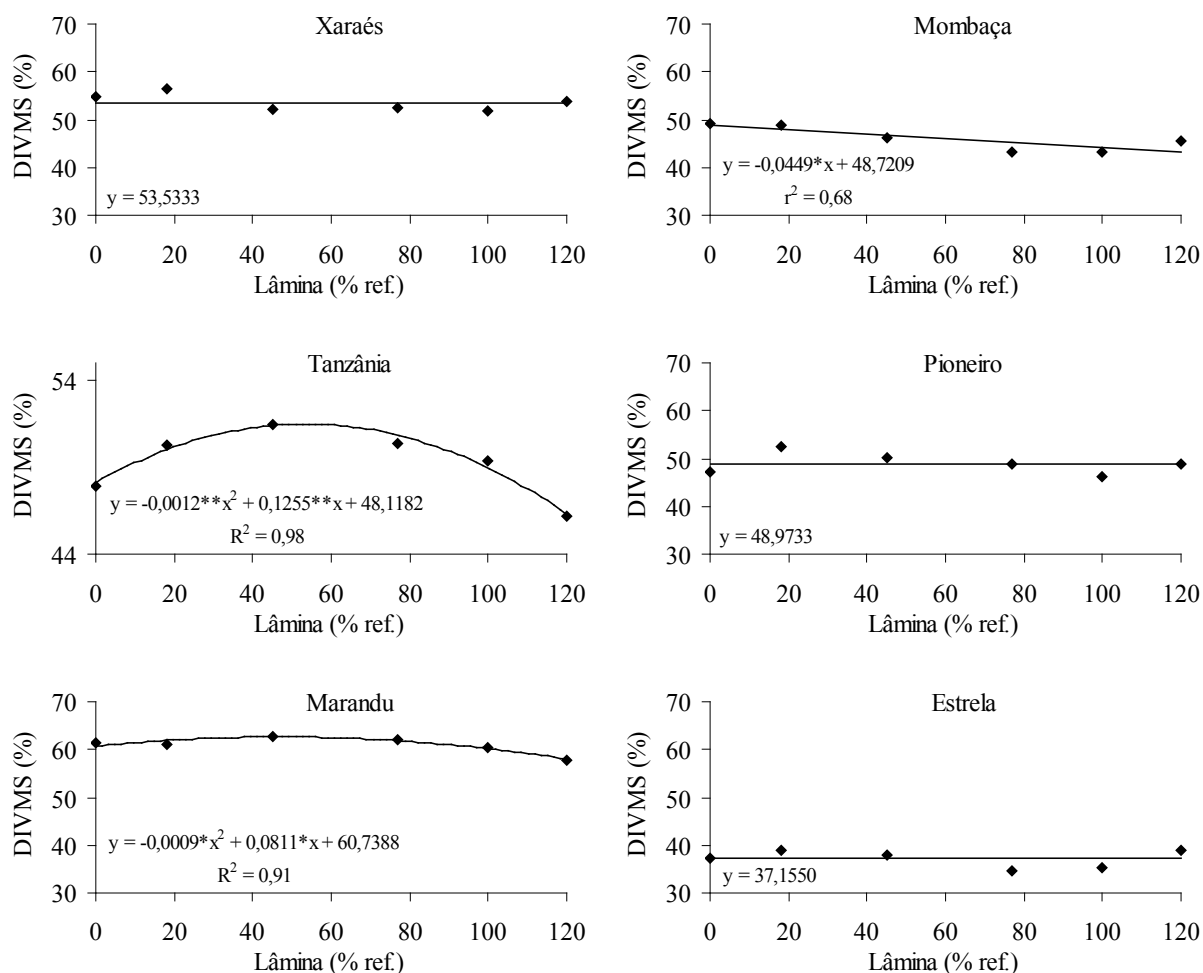 Xaraés
DIVMS (%)
70
60
50
40
30
y = 53,5333
0 20 40 60 80 100 120
Lâmina (% ref.)
Mombaça
DIVMS (%)
70
60
50
40
30
y = -0,0449*x + 48,7209
r² = 0,68
0 20 40 60 80 100 120
Lâmina (% ref.)
Tanzânia
DIVMS (%)
54
44
y = -0,0012**x² + 0,1255**x + 48,1182
R² = 0,98
0 20 40 60 80 100 120
Lâmina (% ref.)
Pioneiro
DIVMS (%)
70
60
50
40
30
y = 48,9733
0 20 40 60 80 100 120
Lâmina (% ref.)
Marandu
DIVMS (%)
70
60
50
40
30
y = -0,0009*x² + 0,0811*x + 60,7388
R² = 0,91
0 20 40 60 80 100 120
Lâmina (% ref.)
Estrela
DIVMS (%)
70
60
50
40
30
y = 37,1550
0 20 40 60 80 100 120
Lâmina (% ref.)